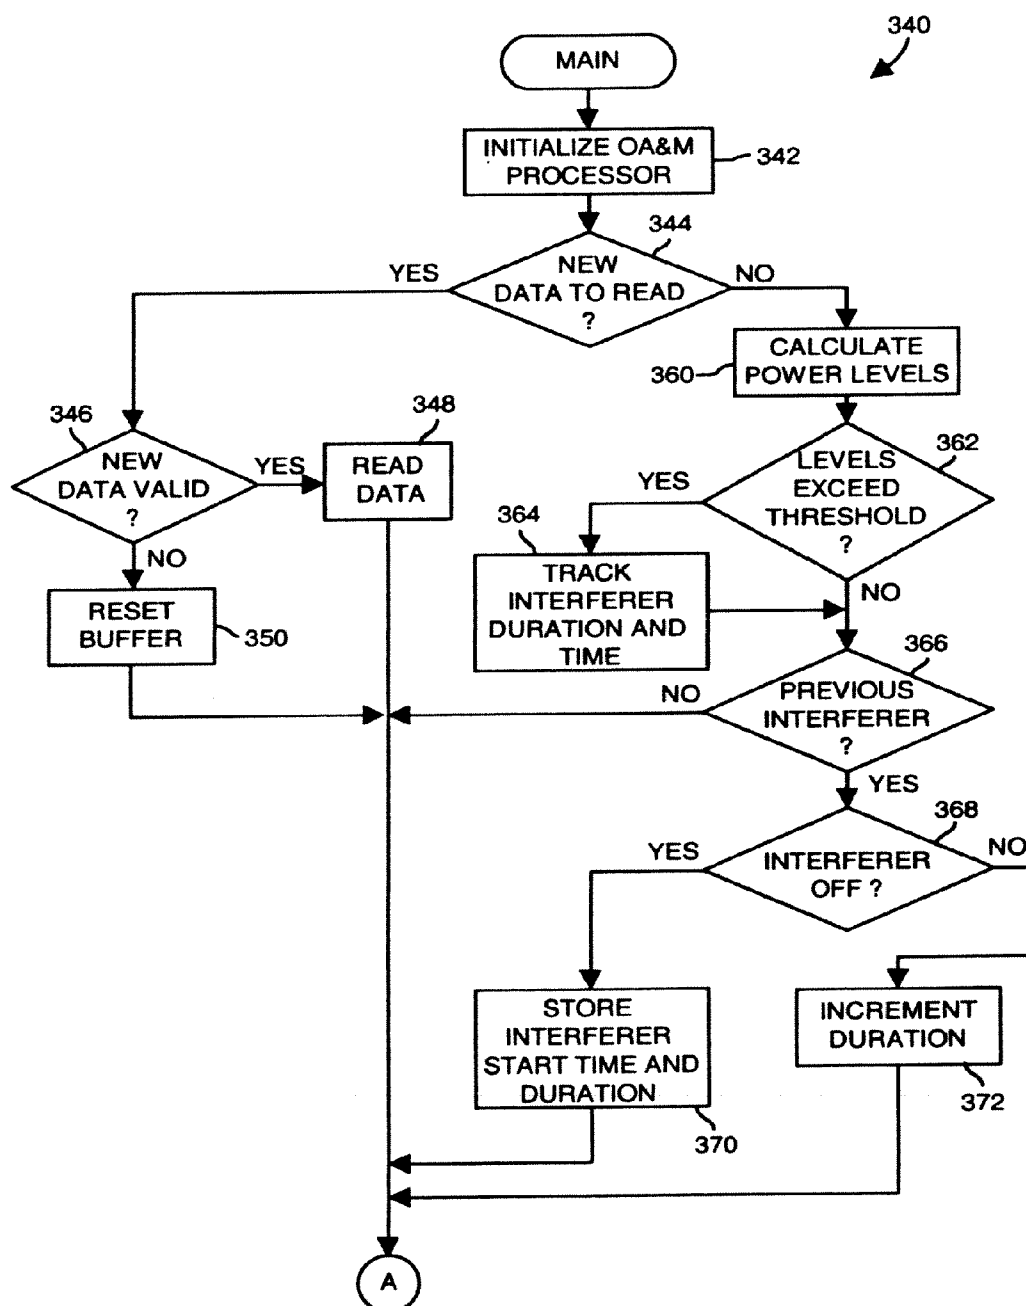 340
MAIN
INITIALIZE OA&M
PROCESSOR
342
344
NEW
DATA TO READ
?
YES
NO
CALCULATE
POWER LEVELS
360
346
NEW
DATA VALID
?
YES
348
READ
DATA
NO
RESET
BUFFER
350
362
LEVELS
EXCEED
THRESHOLD
?
YES
NO
364
TRACK
INTERFERER
DURATION AND
TIME
366
PREVIOUS
INTERFERER
?
NO
YES
368
INTERFERER
OFF ?
YES
NO
STORE
INTERFERER
START TIME AND
DURATION
370
INCREMENT
DURATION
372
A